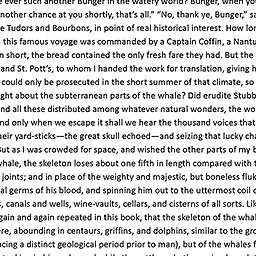 ever such another Bunger in the watery world? Bunger, when you
nother chance at you shortly, that's all." "No, thank ye, Bunger," sa
e Tudors and Bourbons, in point of real historical interest. How lon
n this famous voyage was commanded by a Captain Coffin, a Nantu
n short, the bread contained the only fresh fare they had. But the
and St. Pott's, to whom I handed the work for translation, giving h
could only be prosecuted in the short summer of that climate, so
ght about the subterranean parts of the whale? Did erudite Stubb
nd all these distributed among whatever natural wonders, the wo
nd only when we escape it shall we hear the thousand voices that
heir yard-sticks—the great skull echoed—and seizing that lucky cha
But as I was crowded for space, and wished the other parts of my b
whale, the skeleton loses about one fifth in length compared with t
joints; and in place of the weighty and majestic, but boneless fluk
al germs of his blood, and spinning him out to the uttermost coil o
s, canals and wells, wine-vaults, cellars, and cisterns of all sorts. Lik
gain and again repeated in this book, that the skeleton of the wha
ere, abounding in centaurs, griffins, and dolphins, similar to the gro
ncing a distinct geological period prior to man), but of the whales f